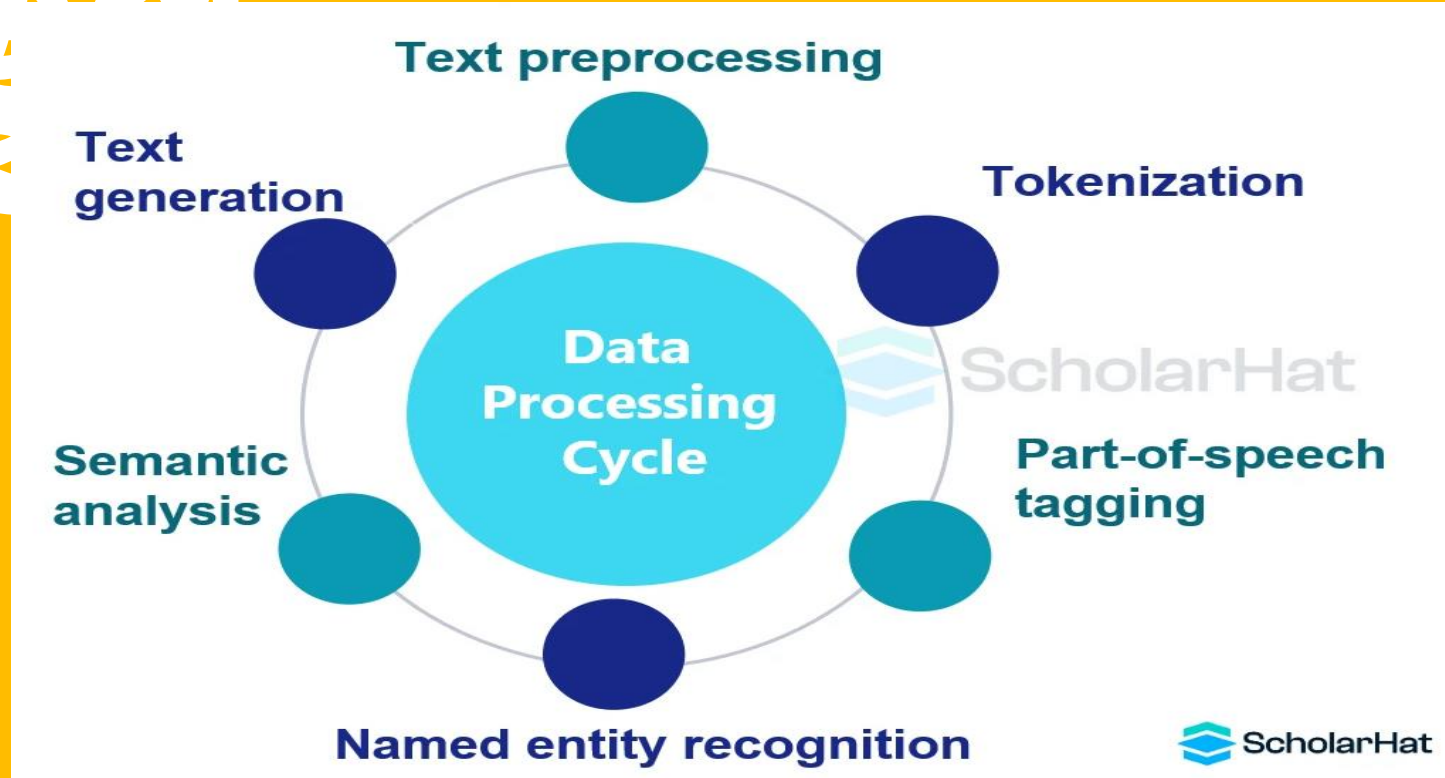 Text preprocessing
Text
generation
Tokenization
Data
Processing
Cycle
ScholarHat
Semantic
analysis
Part-of-speech
tagging
Named entity recognition
ScholarHat